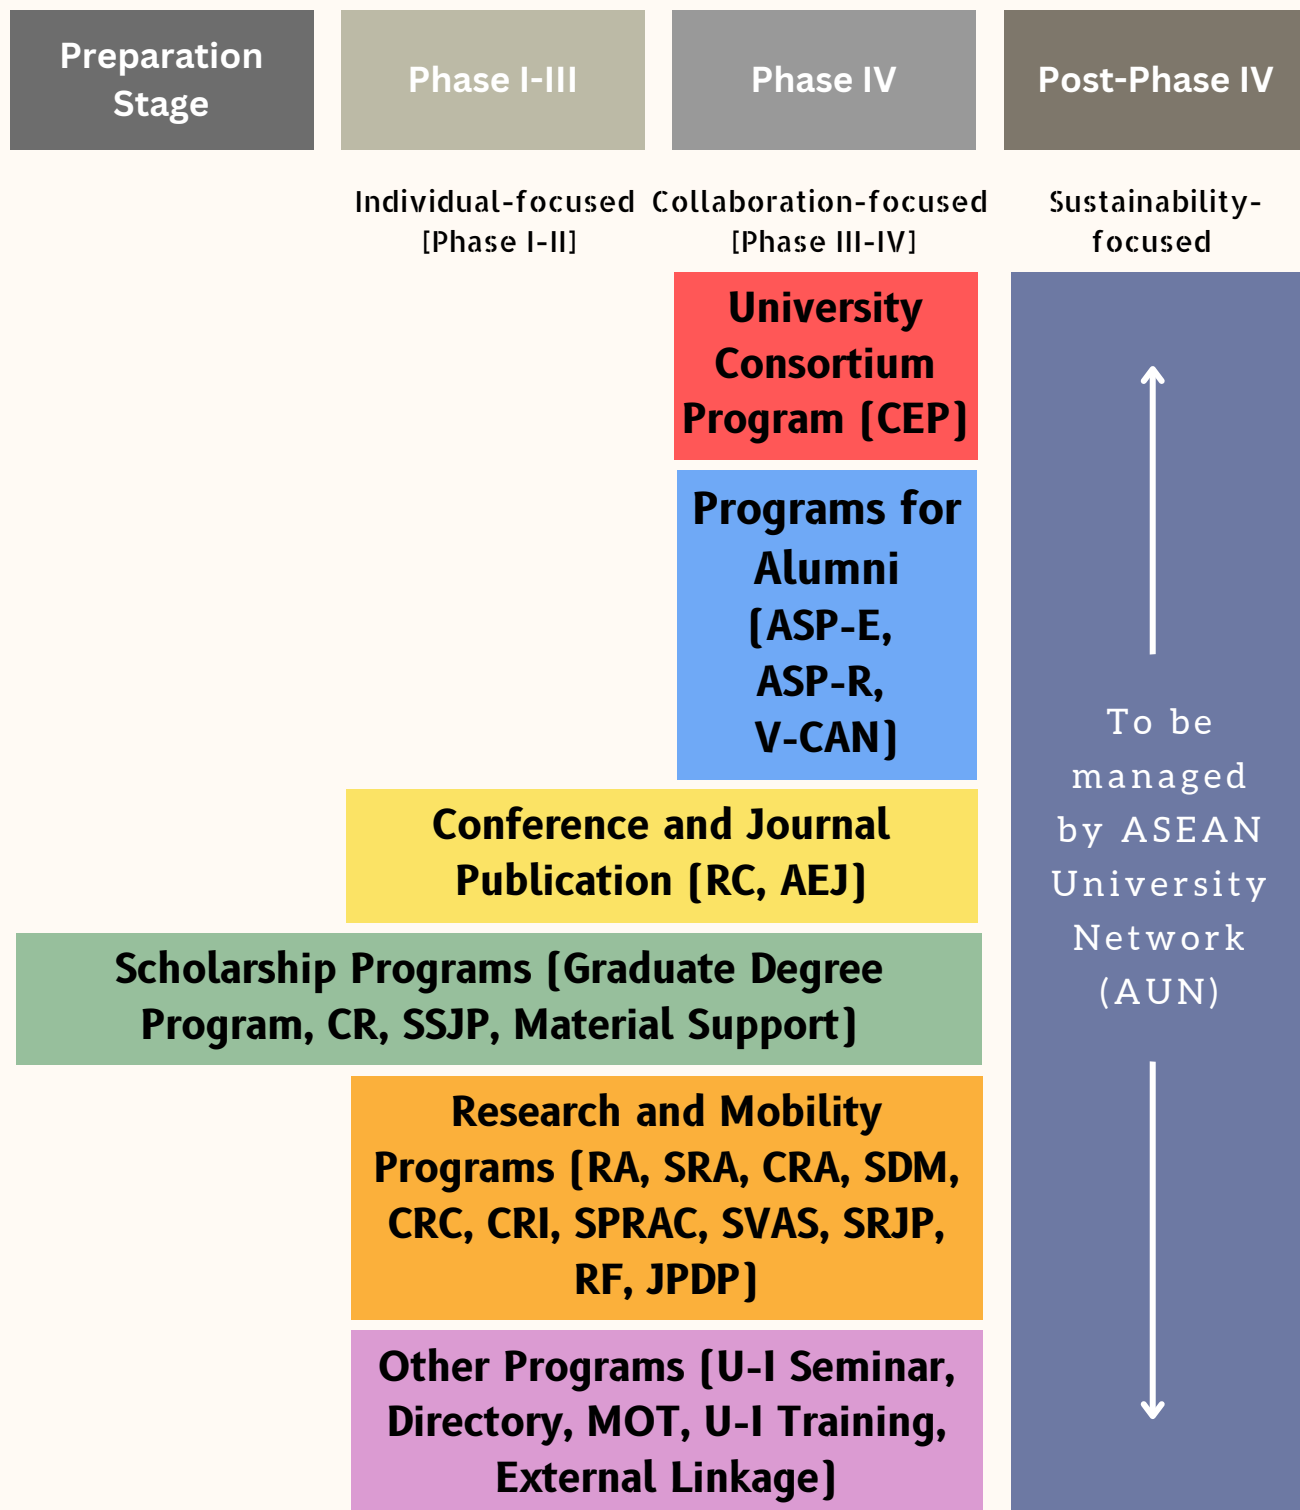 Preparation
Stage
Phase I-III
Phase IV
Post-Phase IV
Individual-focused
[Phase I-II]
Collaboration-focused
[Phase III-IV]
Sustainability-
focused
University
Consortium
Program (CEP)
Programs for
Alumni
(ASP-E,
ASP-R,
V-CAN)
Conference and Journal
Publication (RC, AEJ)
Scholarship Programs (Graduate Degree
Program, CR, SSJP, Material Support)
Research and Mobility
Programs (RA, SRA, CRA, SDM,
CRC, CRI, SPRAC, SVAS, SRJP,
RF, JPDP)
Other Programs (U-I Seminar,
Directory, MOT, U-I Training,
External Linkage)
To be
managed
by ASEAN
University
Network
(AUN)